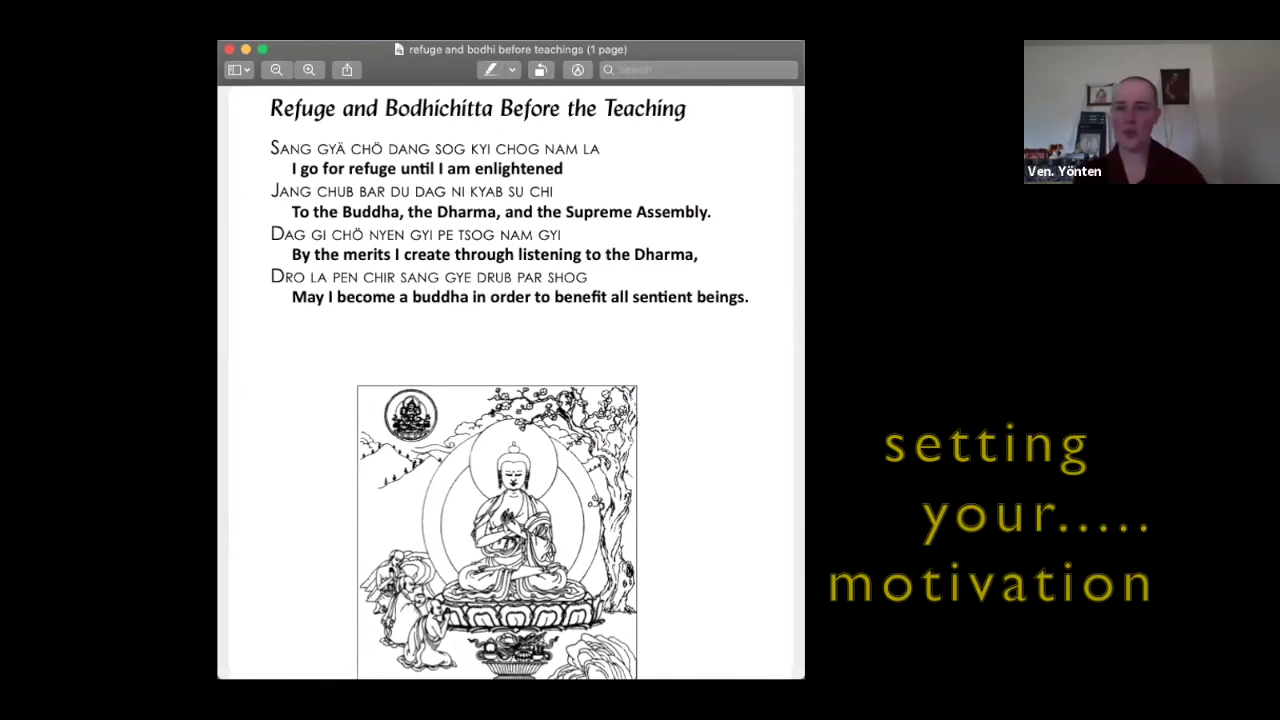 refuge and bodhi before teachings (1 page)
Search
Refuge and Bodhichitta Before the Teaching
SANG GYÄ CHÖ DANG SOG KYI CHOG NAM LA
I go for refuge until I am enlightened
JANG CHUB BAR DU DAG NI KYAB SU CHI
To the Buddha, the Dharma, and the Supreme Assembly.
DAG GI CHÖ NYEN GYI PE TSOG NAM GYI
By the merits I create through listening to the Dharma,
DRO LA PEN CHIR SANG GYE DRUB PAR SHOG
May I become a buddha in order to benefit all sentient beings.
Ven. Yönten
setting
your.....
motivation